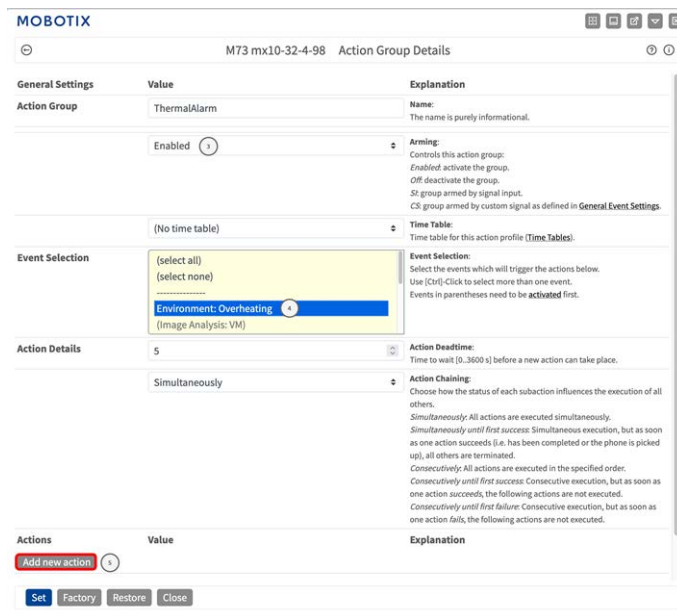 MOBOTIX
M73 mx10-32-4-98 Action Group Details
General Settings Value Explanation
Action Group ThermalAlarm Name:
The name is purely informational.
Enabled 3 Arming:
Controls this action group:
Enabled: activate the group.
Off: deactivate the group.
SI: group armed by signal input.
CS: group armed by custom signal as defined in General Event Settings.
(No time table) Time Table:
Time table for this action profile (Time Tables).
Event Selection
(select all)
(select none)
---------------
Environment: Overheating 4
(Image Analysis: VM)
Event Selection:
Select the events which will trigger the actions below.
Use [Ctrl]-Click to select more than one event.
Events in parentheses need to be activated first.
Action Details 5 Action Deadtime:
Time to wait [0..3600 s] before a new action can take place.
Simultaneously Action Chaining:
Choose how the status of each subaction influences the execution of all
others.
Simultaneously: All actions are executed simultaneously.
Simultaneously until first success: Simultaneous execution, but as soon
as one action succeeds (i.e. has been completed or the phone is picked
up), all others are terminated.
Consecutively: All actions are executed in the specified order.
Consecutively until first success: Consecutive execution, but as soon as
one action succeeds, the following actions are not executed.
Consecutively until first failure: Consecutive execution, but as soon as
one action fails, the following actions are not executed.
Actions Value Explanation
Add new action 5
Set Factory Restore Close